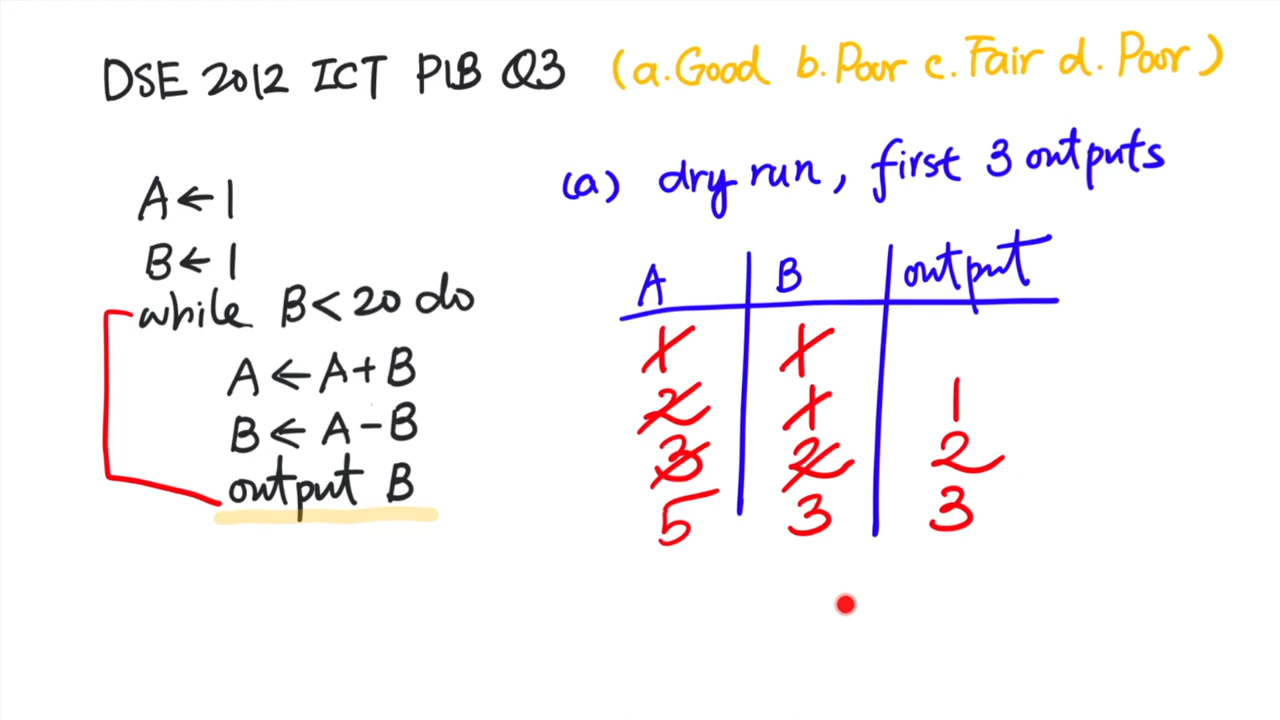 DSE 2012 ICT P1B Q3 (a. Good b. Poor c. Fair d. Poor)
(a) dry run, first 3 outputs
A ← 1
B ← 1
while B < 20 do
A ← A + B
B ← A - B
output B
A B output
1 1
2 1 1
3 2 2
5 3 3